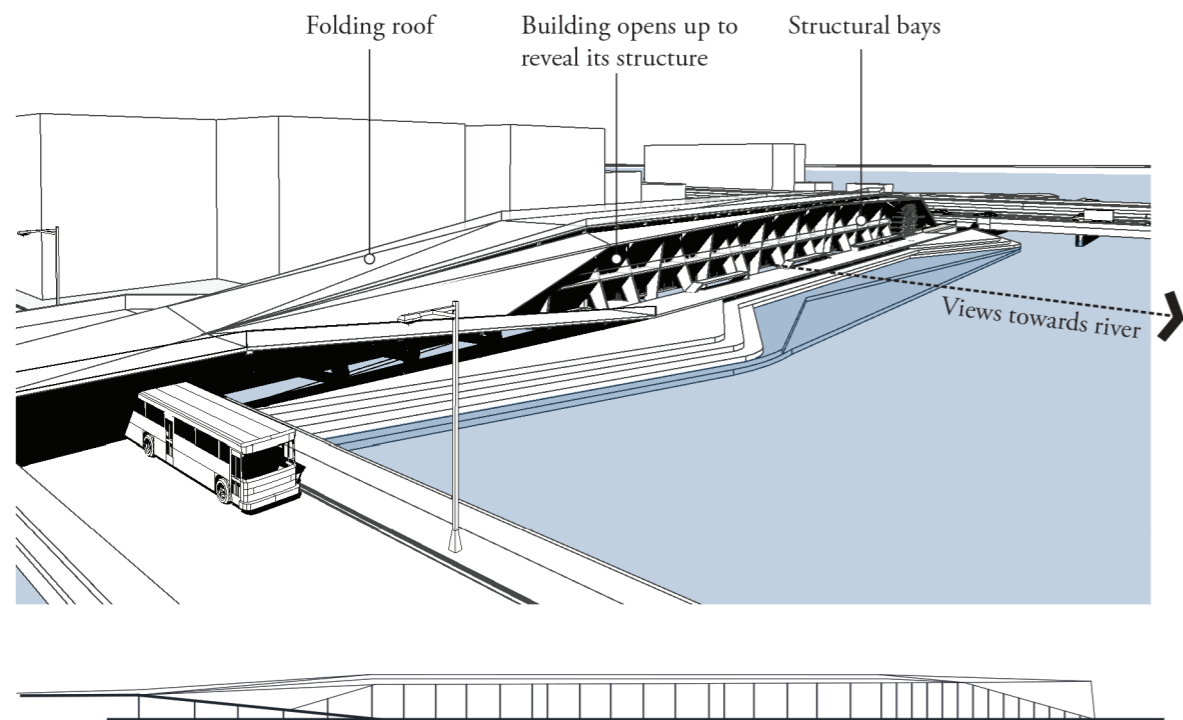 Folding roof
Building opens up to
reveal its structure
Structural bays
Views towards river